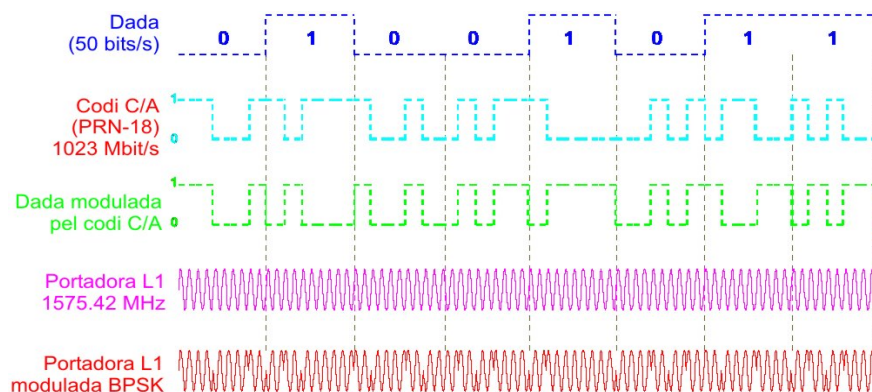 Dada
(50 bits/s)
0 1 0 0 1 0 1 1
Codi C/A
(PRN-18)
1023 Mbit/s
1
0
Dada modulada
pel codi C/A
1
0
Portadora L1
1575.42 MHz
Portadora L1
modulada BPSK